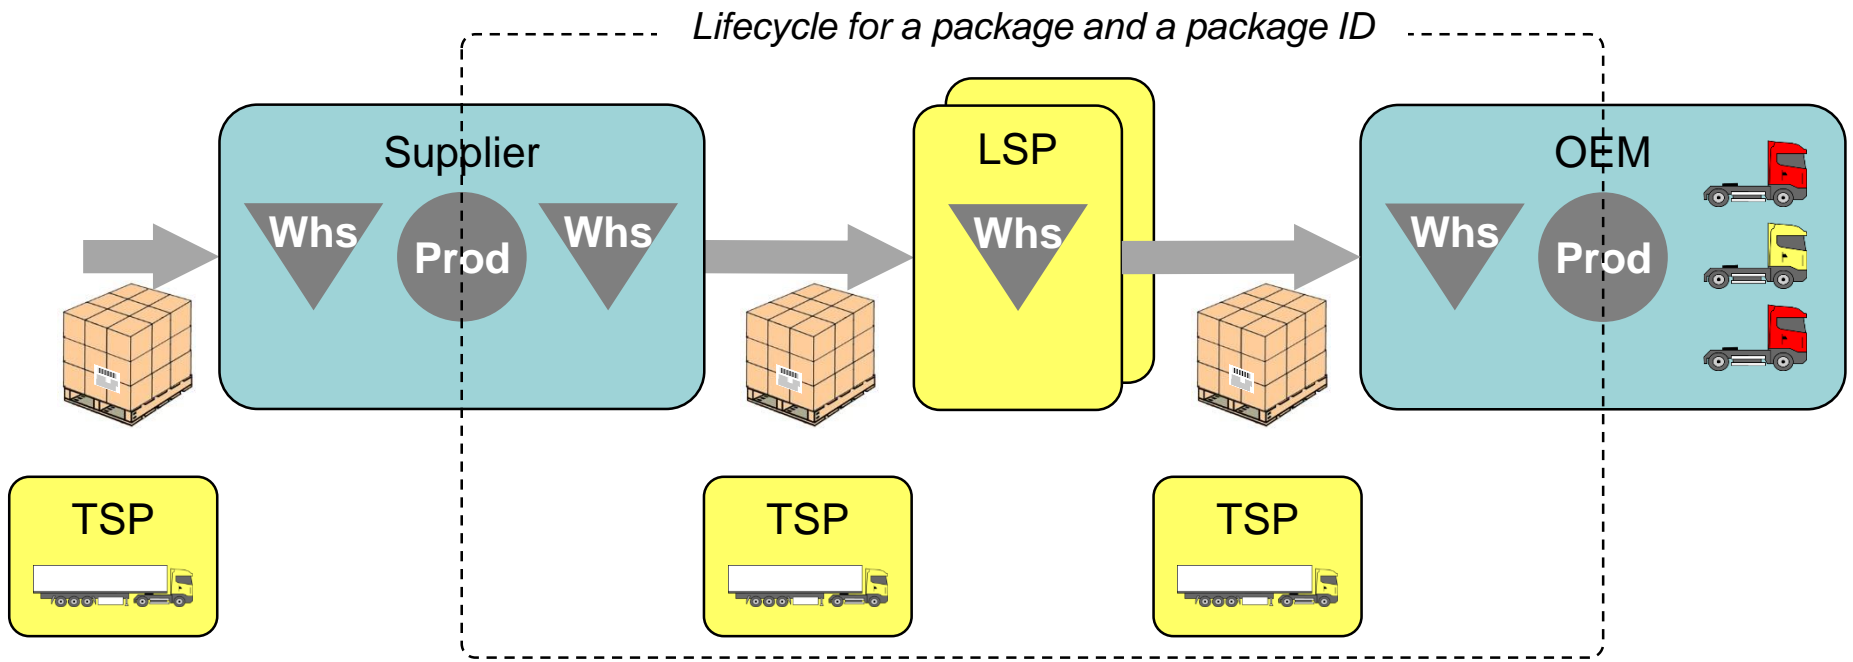 Lifecycle for a package and a package ID
Supplier
LSP
OEM
Whs
Prod
Whs
Whs
Whs
Prod
TSP
TSP
TSP